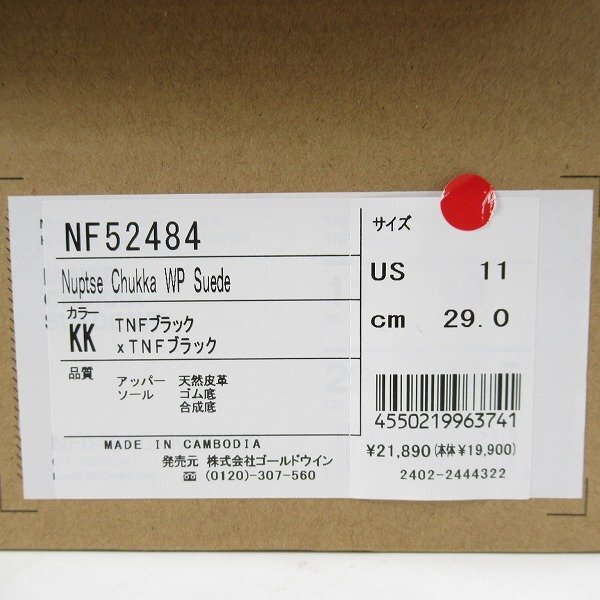 NF52484
Nuptse Chukka WP Suede
カラー
KK
TNFブラック
xTNFブラック
品質
アッパー 天然皮革
ソール ゴム底
合成底
MADE IN CAMBODIA
発売元 株式会社ゴールドウイン
☎ (0120)-307-560
サイズ
US 11
cm 29.0
4550219963741
¥21,890(本体¥19,900)
2402-2444322